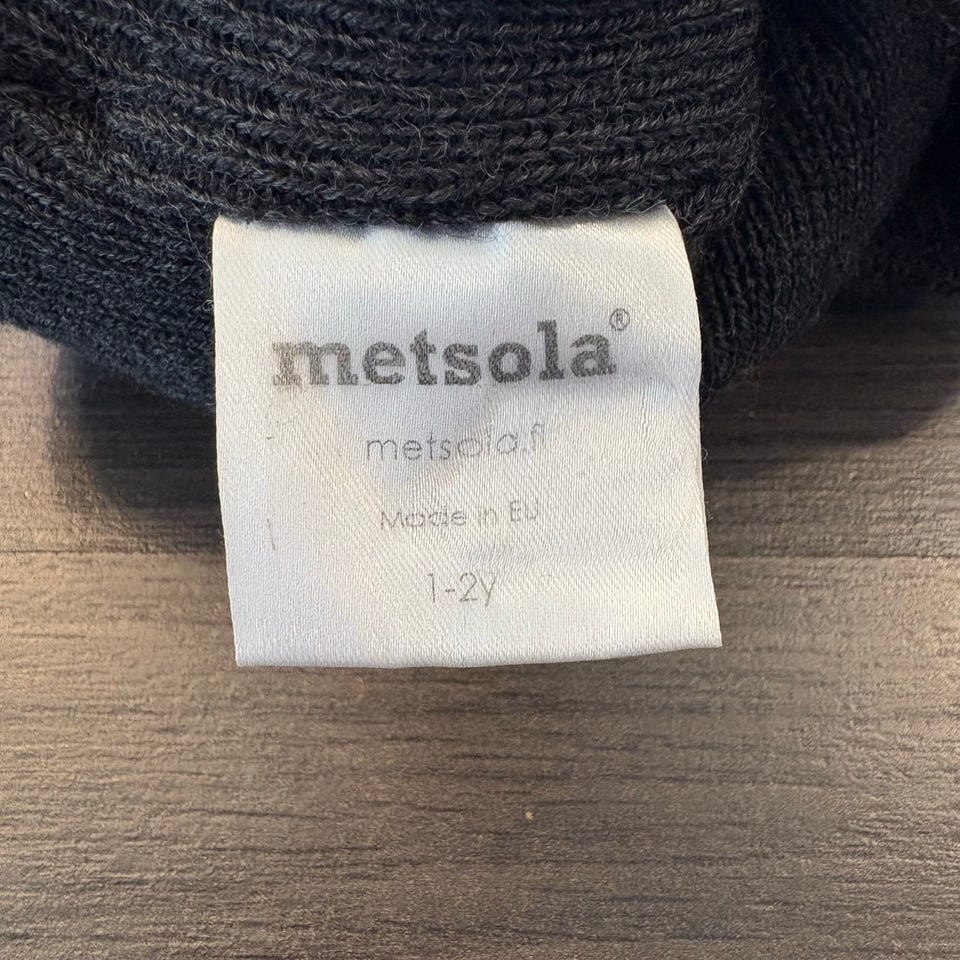 metsola®
metsola.fi
Made in EU
1-2y